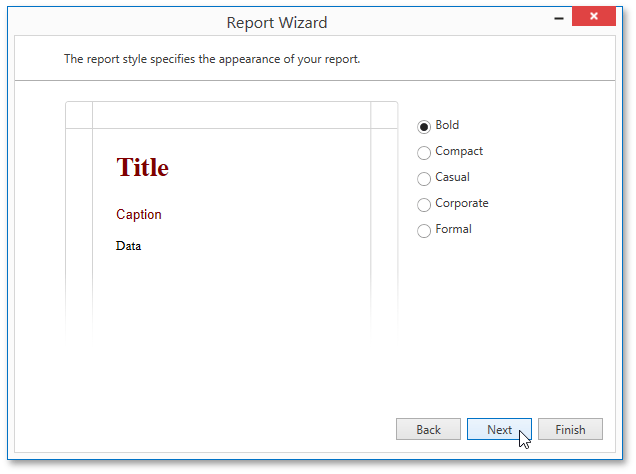 Report Wizard
The report style specifies the appearance of your report.
Title
Caption
Data
Bold
Compact
Casual
Corporate
Formal
Back Next Finish